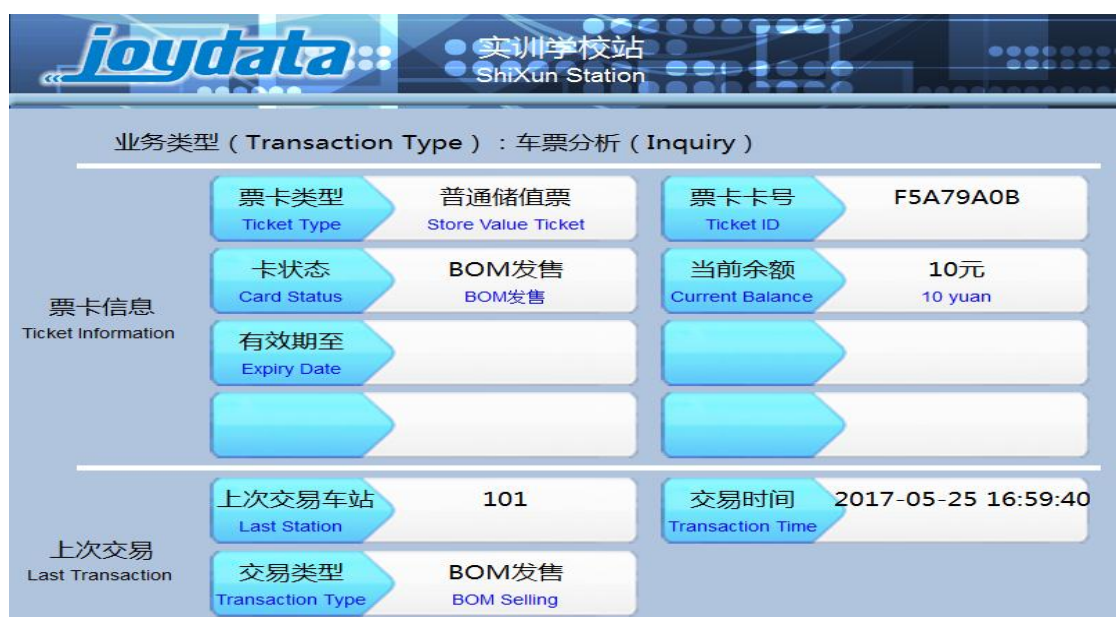 joydata
实训学校站
ShiXun Station
业务类型（Transaction Type）：车票分析（Inquiry）
票卡信息
Ticket Information
票卡类型
Ticket Type
普通储值票
Store Value Ticket
票卡卡号
Ticket ID
F5A79A0B
卡状态
Card Status
BOM发售
BOM发售
当前余额
Current Balance
10元
10 yuan
有效期至
Expiry Date
上次交易
Last Transaction
上次交易车站
Last Station
101
交易时间
Transaction Time
2017-05-25 16:59:40
交易类型
Transaction Type
BOM发售
BOM Selling